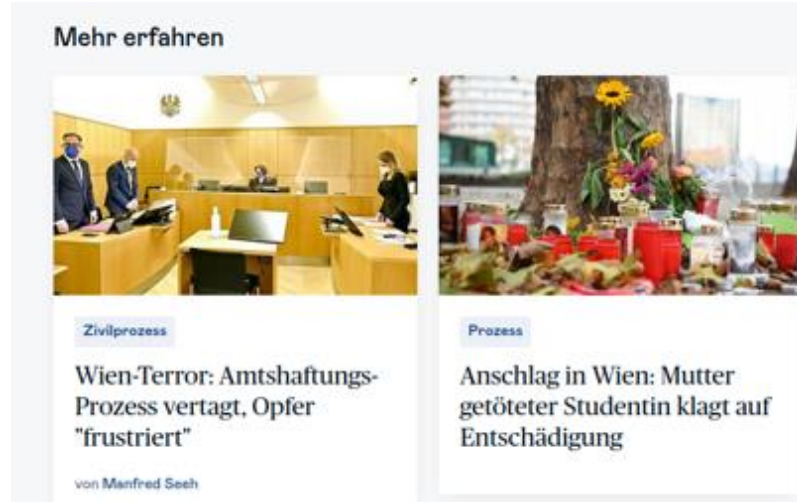 Mehr erfahren
Zivilprozess
Wien-Terror: Amtshaftungs-
Prozess vertagt, Opfer
"frustriert"
von Manfred Seeh
Prozess
Anschlag in Wien: Mutter
getöteter Studentin klagt auf
Entschädigung